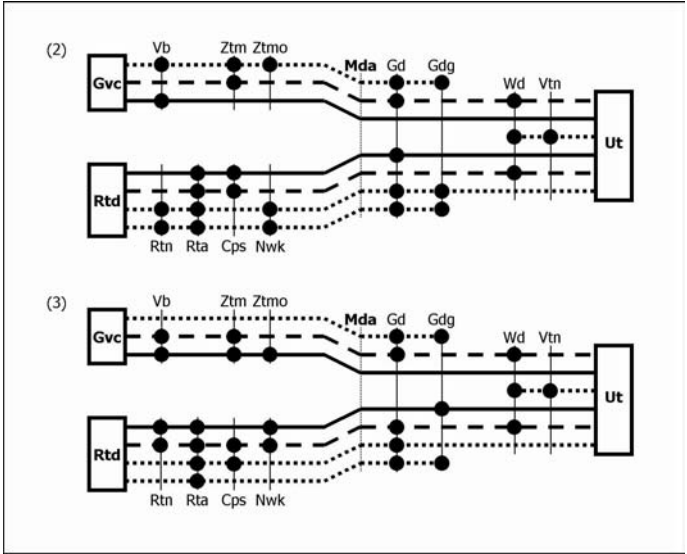 (2)
Vb Ztm Ztmo Mda Gd Gdg Wd Vtn
Gvc
Ut
Rtd
Rtn Rta Cps Nwk
(3)
Vb Ztm Ztmo Mda Gd Gdg Wd Vtn
Gvc
Ut
Rtd
Rtn Rta Cps Nwk